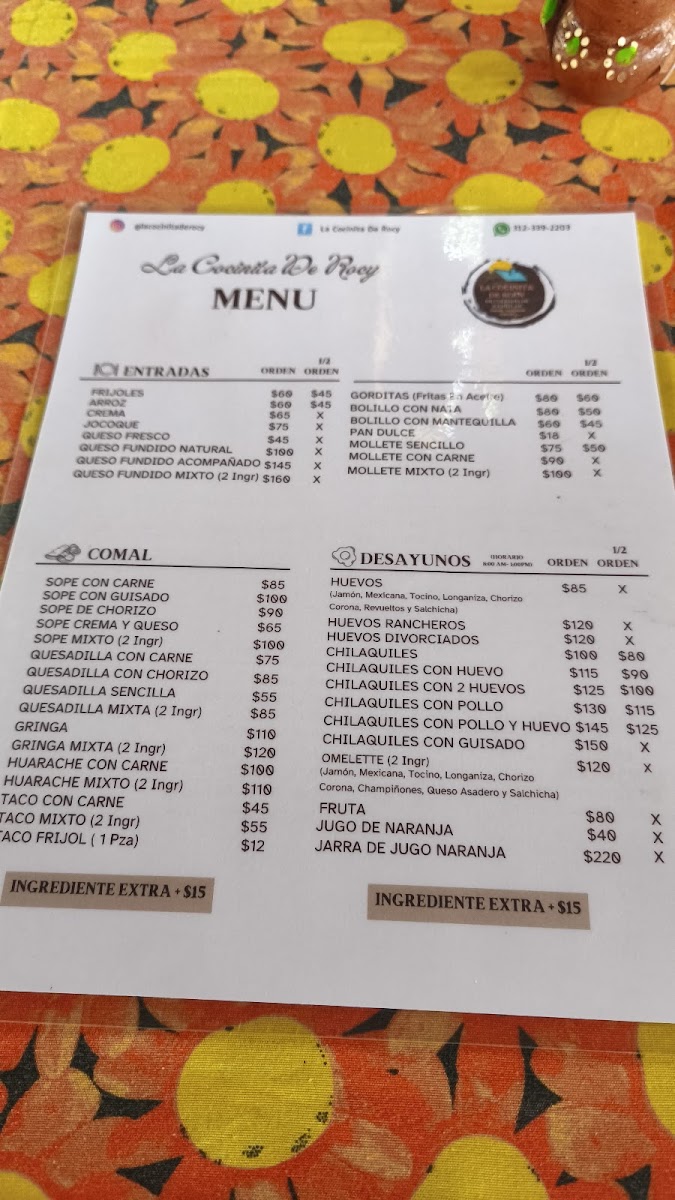 @lacocinitaderocy
La Cocinita De Rocy
312-339-2203
La Cocinita De Rocy
MENU
LA COCINITA
DE ROCY
ENTRADAS ORDEN 1/2 ORDEN
FRIJOLES $60 $45
ARROZ $60 $45
CREMA $65 X
JOCOQUE $75 X
QUESO FRESCO $45 X
QUESO FUNDIDO NATURAL $100 X
QUESO FUNDIDO ACOMPAÑADO $145 X
QUESO FUNDIDO MIXTO (2 Ingr) $160 X
ORDEN 1/2 ORDEN
GORDITAS (Fritas En Aceite) $80 $60
BOLILLO CON NATA $80 $50
BOLILLO CON MANTEQUILLA $60 $45
PAN DULCE $18 X
MOLLETE SENCILLO $75 $50
MOLLETE CON CARNE $90 X
MOLLETE MIXTO (2 Ingr) $100 X
COMAL
SOPE CON CARNE $85
SOPE CON GUISADO $100
SOPE DE CHORIZO $90
SOPE CREMA Y QUESO $65
SOPE MIXTO (2 Ingr) $100
QUESADILLA CON CARNE $75
QUESADILLA CON CHORIZO $85
QUESADILLA SENCILLA $55
QUESADILLA MIXTA (2 Ingr) $85
GRINGA $110
GRINGA MIXTA (2 Ingr) $120
HUARACHE CON CARNE $100
HUARACHE MIXTO (2 Ingr) $110
TACO CON CARNE $45
TACO MIXTO (2 Ingr) $55
TACO FRIJOL ( 1 Pza) $12
INGREDIENTE EXTRA + $15
DESAYUNOS (HORARIO 8:00 AM- 1:00PM) ORDEN 1/2 ORDEN
HUEVOS $85 X
(Jamón, Mexicana, Tocino, Longaniza, Chorizo
Corona, Revueltos y Salchicha)
HUEVOS RANCHEROS $120 X
HUEVOS DIVORCIADOS $120 X
CHILAQUILES $100 $80
CHILAQUILES CON HUEVO $115 $90
CHILAQUILES CON 2 HUEVOS $125 $100
CHILAQUILES CON POLLO $130 $115
CHILAQUILES CON POLLO Y HUEVO $145 $125
CHILAQUILES CON GUISADO $150 X
OMELETTE (2 Ingr) $120 X
(Jamón, Mexicana, Tocino, Longaniza, Chorizo
Corona, Champiñones, Queso Asadero y Salchicha)
FRUTA $80 X
JUGO DE NARANJA $40 X
JARRA DE JUGO NARANJA $220 X
INGREDIENTE EXTRA + $15